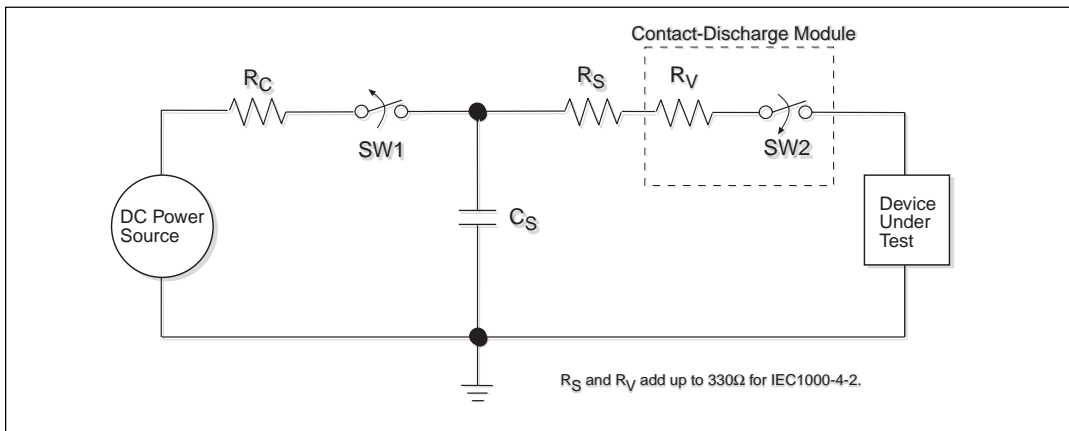 Contact-Discharge Module
RC
RS
RV
SW1
SW2
DC Power
Source
CS
Device
Under
Test
RS and RV add up to 330Ω for IEC1000-4-2.